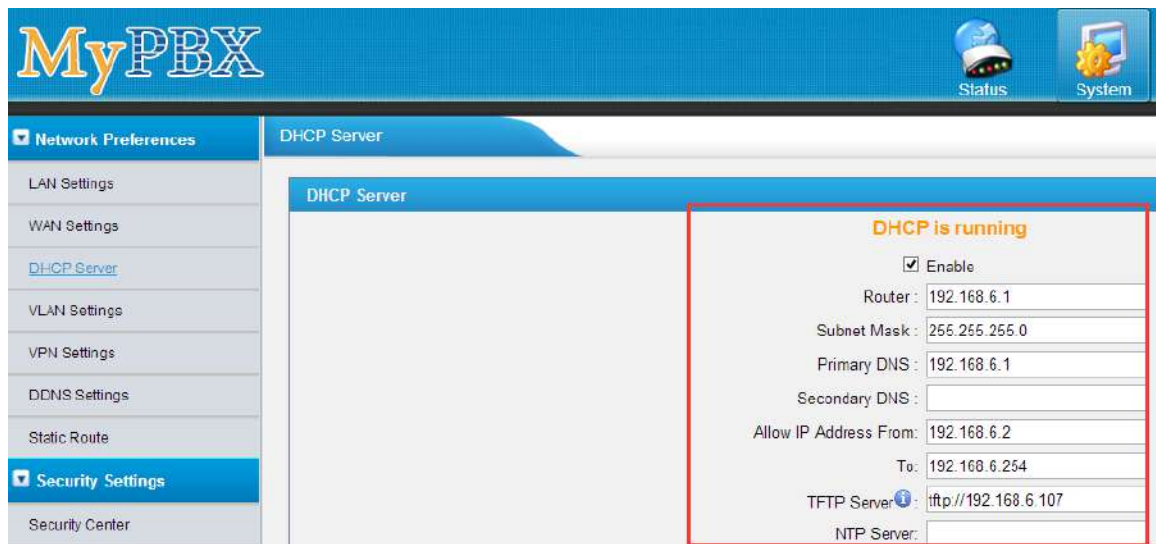 MyPBX
Status
System
Network Preferences
LAN Settings
WAN Settings
DHCP Server
VLAN Settings
VPN Settings
DDNS Settings
Static Route
Security Settings
Security Center
DHCP Server
DHCP Server
DHCP is running
Enable
Router : 192.168.6.1
Subnet Mask : 255.255.255.0
Primary DNS : 192.168.6.1
Secondary DNS :
Allow IP Address From: 192.168.6.2
To: 192.168.6.254
TFTP Server : tftp://192.168.6.107
NTP Server: